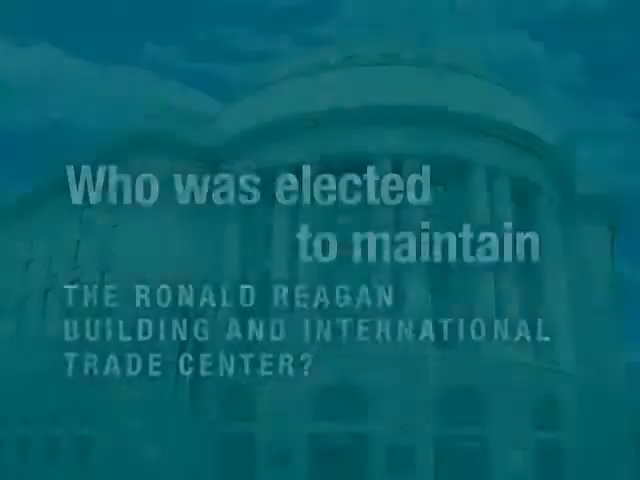 Who was elected
to maintain
THE RONALD REAGAN
BUILDING AND INTERNATIONAL
TRADE CENTER?